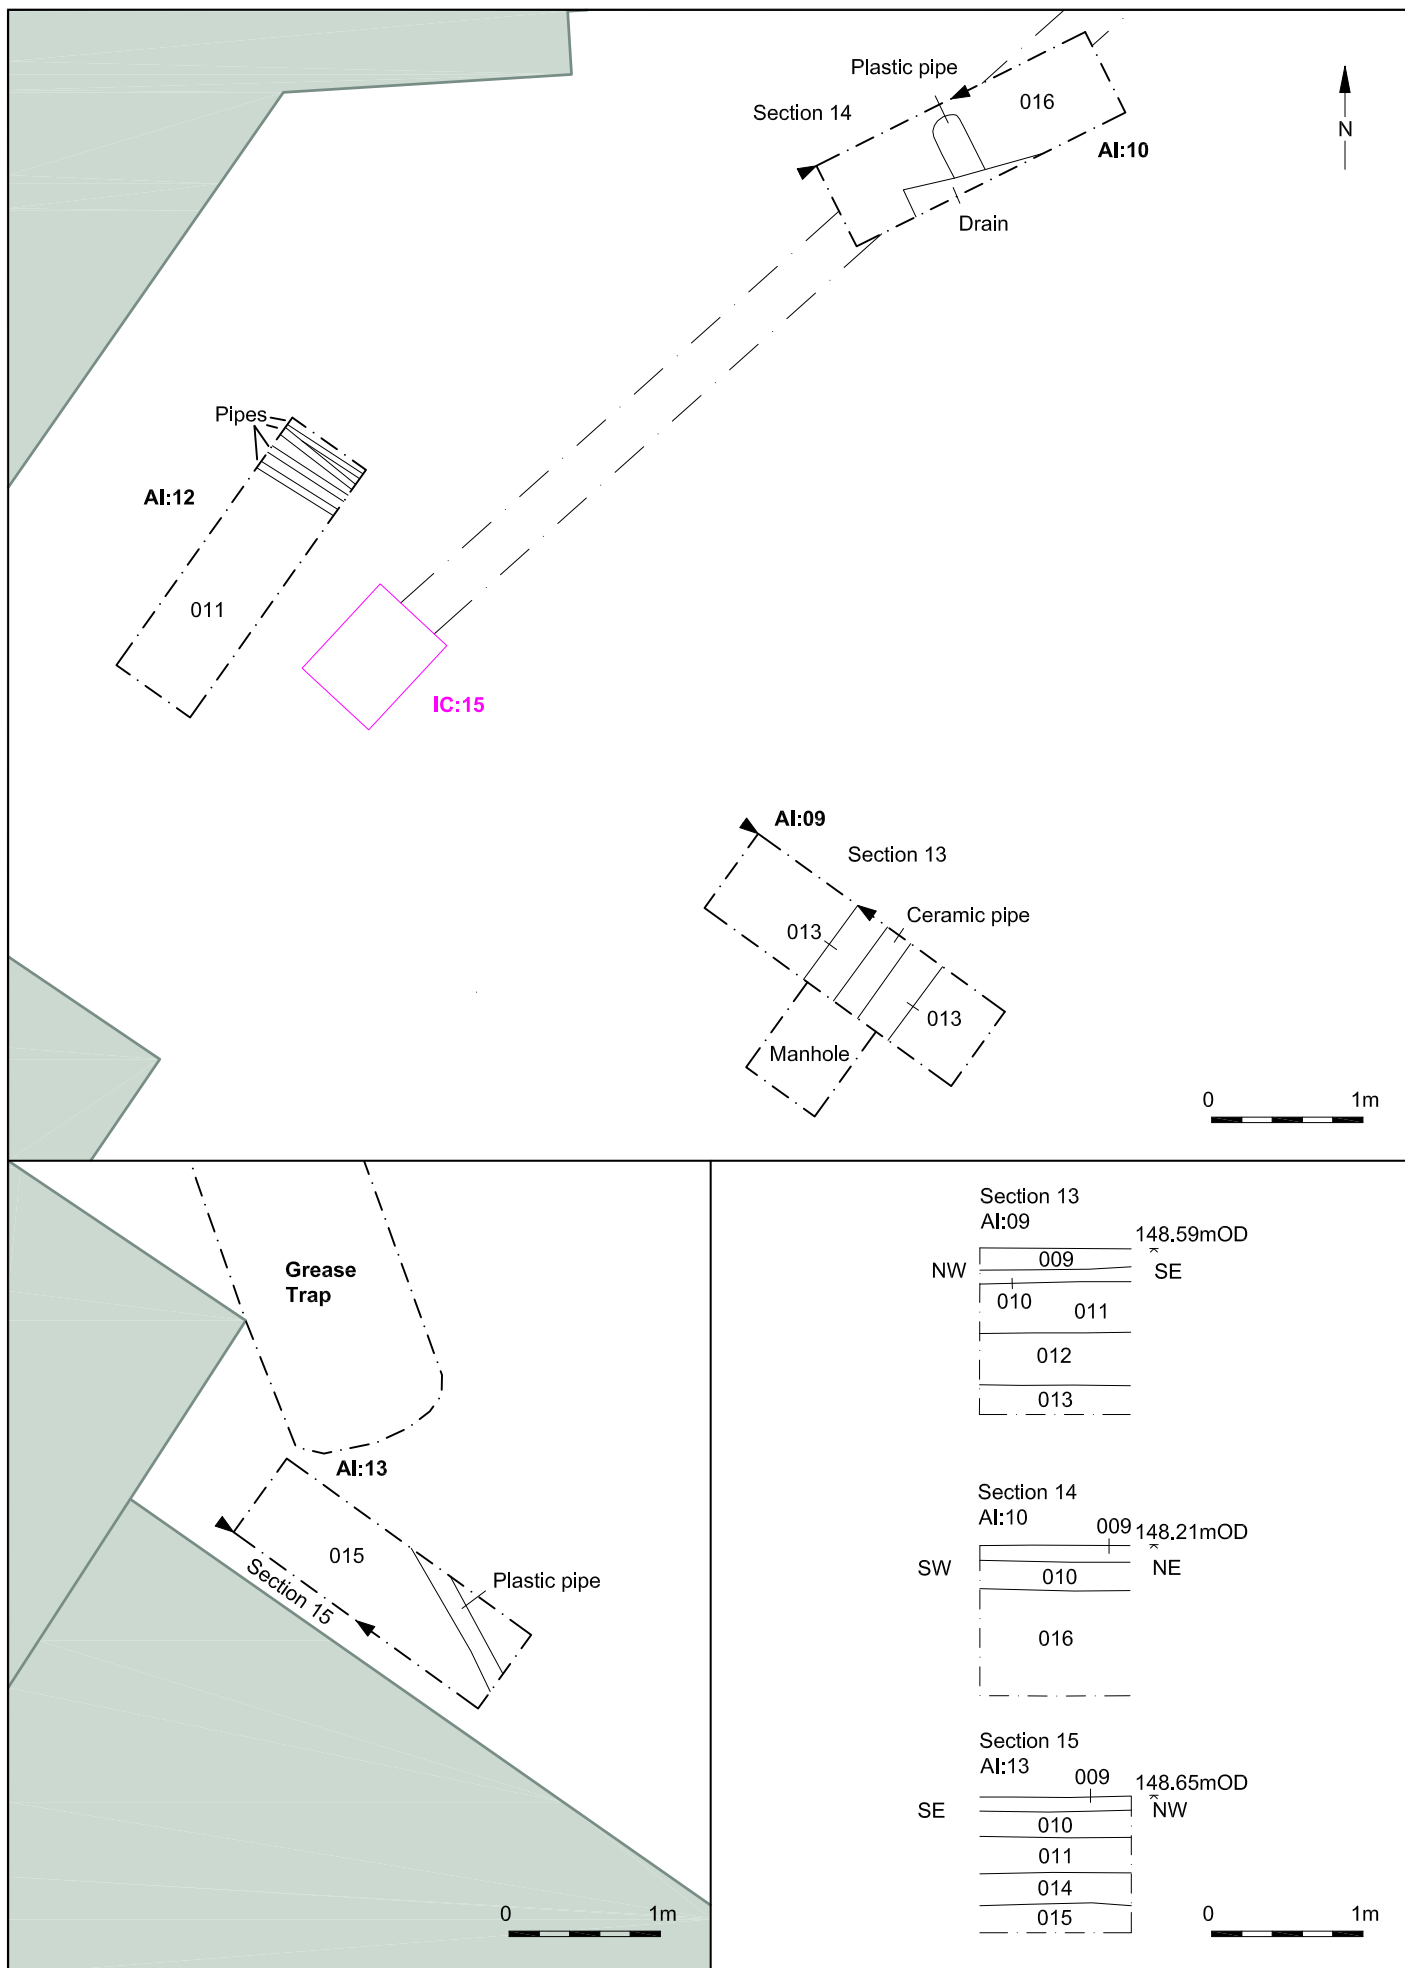 Plastic pipe
016
Section 14
AI:10
N
Drain
Pipes
AI:12
011
IC:15
AI:09
Section 13
Ceramic pipe
013
013
Manhole
0 1m
Grease
Trap
AI:13
015
Section 15
Plastic pipe
0 1m
Section 13
AI:09
148.59mOD
NW 009 SE
010
011
012
013
Section 14
AI:10
009 148.21mOD
SW 010 NE
016
Section 15
AI:13
009 148.65mOD
SE NW
010
011
014
015
0 1m